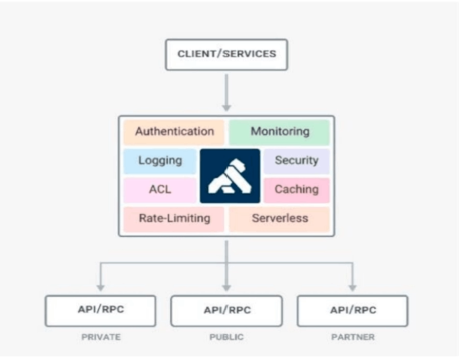 CLIENT/SERVICES
Authentication Monitoring
Logging Security
ACL Caching
Rate-Limiting Serverless
API/RPC API/RPC API/RPC
PRIVATE PUBLIC PARTNER